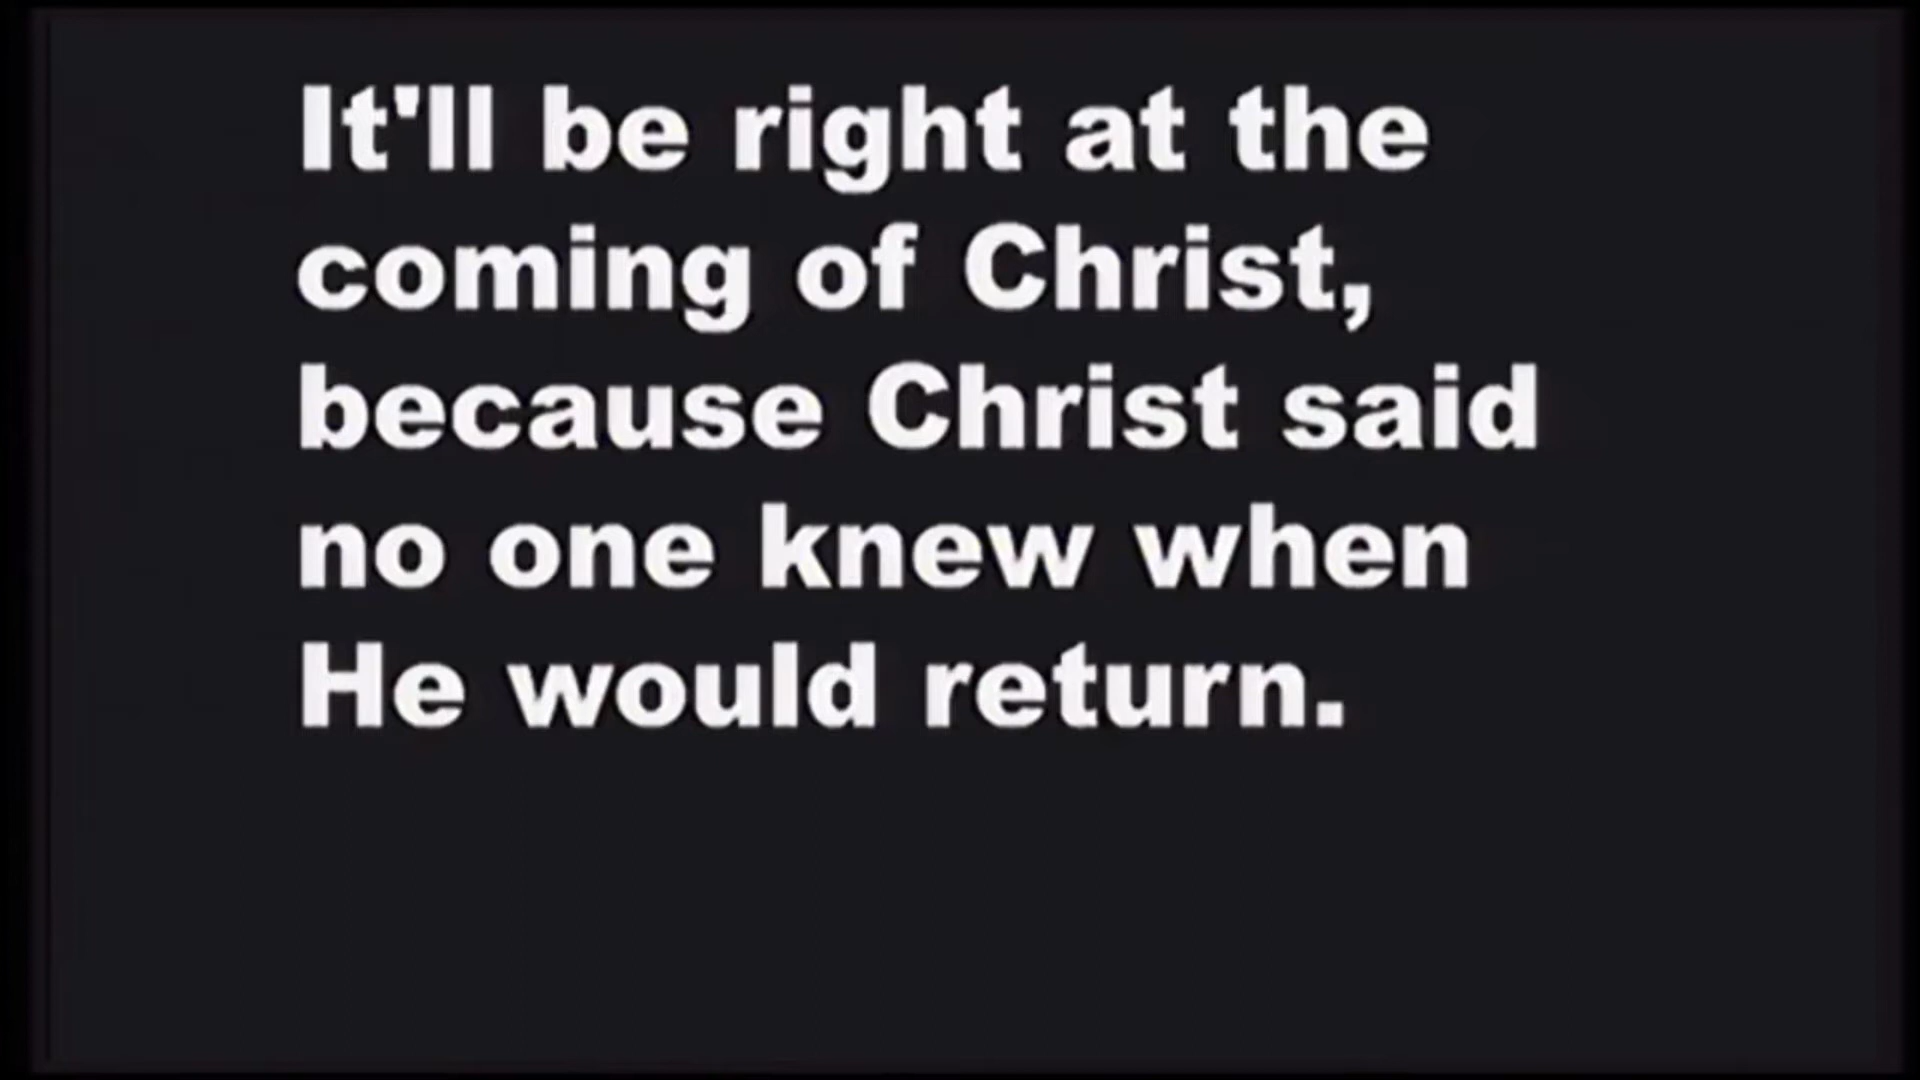 It'll be right at the
coming of Christ,
because Christ said
no one knew when
He would return.